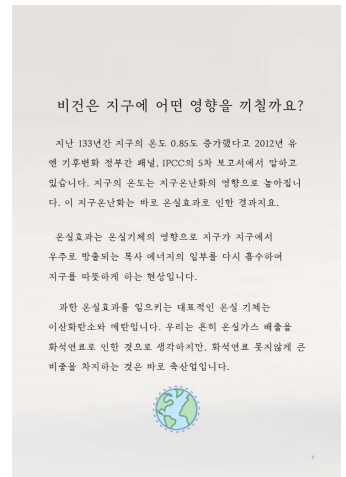 비건은 지구에 어떤 영향을 끼칠까요?
지난 133년간 지구의 온도 0.85도 증가했다고 2012년 유
엔 기후변화 정부간 패널, IPCC의 5차 보고서에서 말하고
있습니다. 지구의 온도는 지구온난화의 영향으로 높아집니
다. 이 지구온난화는 바로 온실효과로 인한 결과지요.
온실효과는 온실기체의 영향으로 지구가 지구에서
우주로 방출되는 복사 에너지의 일부를 다시 흡수하며
지구를 따뜻하게 하는 현상입니다.
과한 온실효과를 일으키는 대표적인 온실 기체는
이산화탄소와 메탄입니다. 우리는 흔히 온실가스 배출을
화석연료로 인한 것으로 생각하지만, 화석연료 못지않게 큰
비중을 차지하는 것은 바로 축산업입니다.